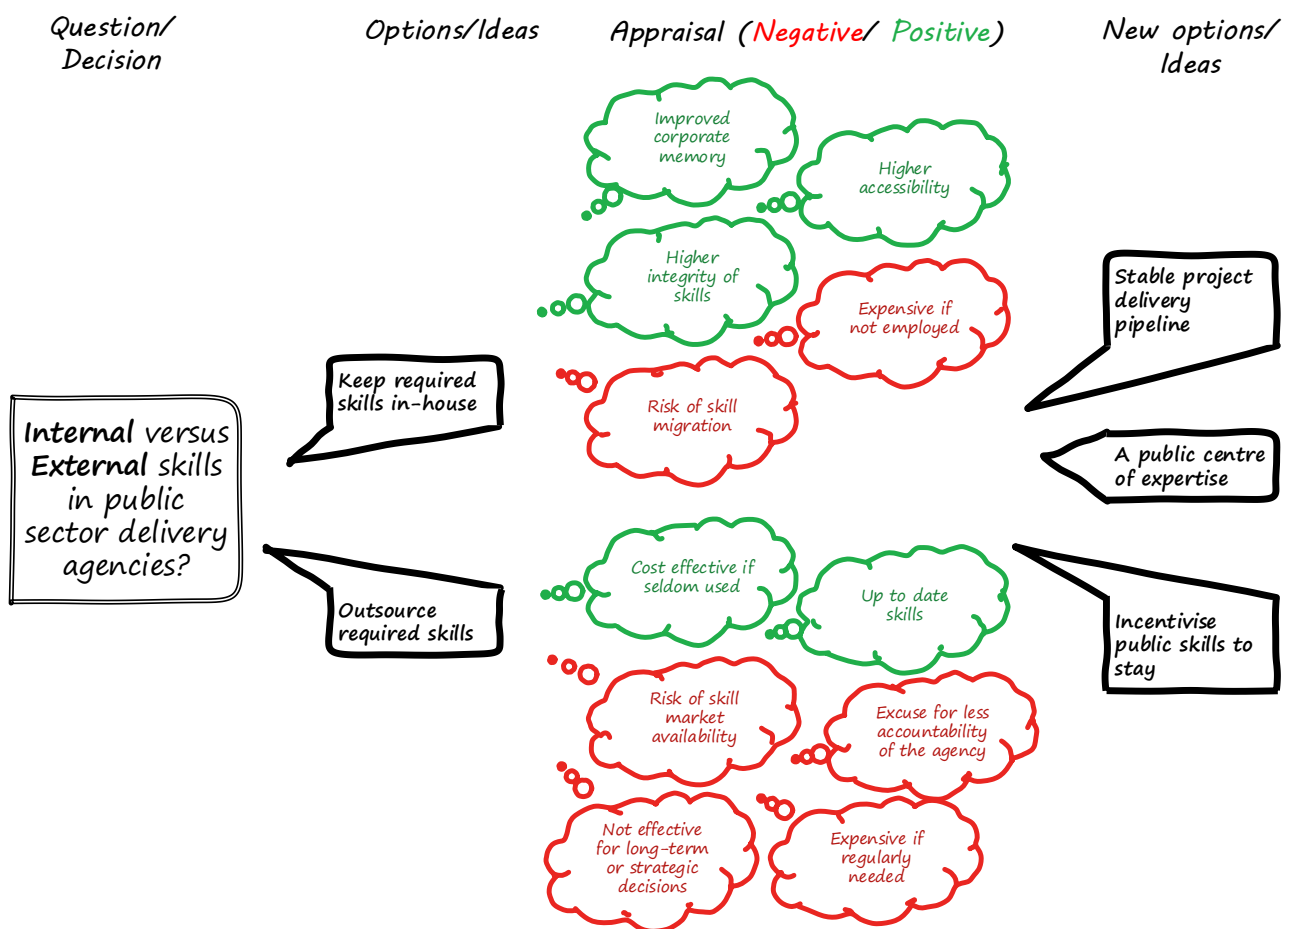 Question/
Decision
Options/Ideas
Appraisal (Negative/ Positive)
New options/
Ideas
Internal versus
External skills
in public
sector delivery
agencies?
Keep required
skills in-house
Outsource
required skills
Improved
corporate
memory
Higher
accessibility
Higher
integrity of
skills
Expensive if
not employed
Risk of skill
migration
Cost effective if
seldom used
Up to date
skills
Risk of skill
market
availability
Excuse for less
accountability
of the agency
Not effective
for long-term
or strategic
decisions
Expensive if
regularly
needed
Stable project
delivery
pipeline
A public centre
of expertise
Incentivise
public skills to
stay